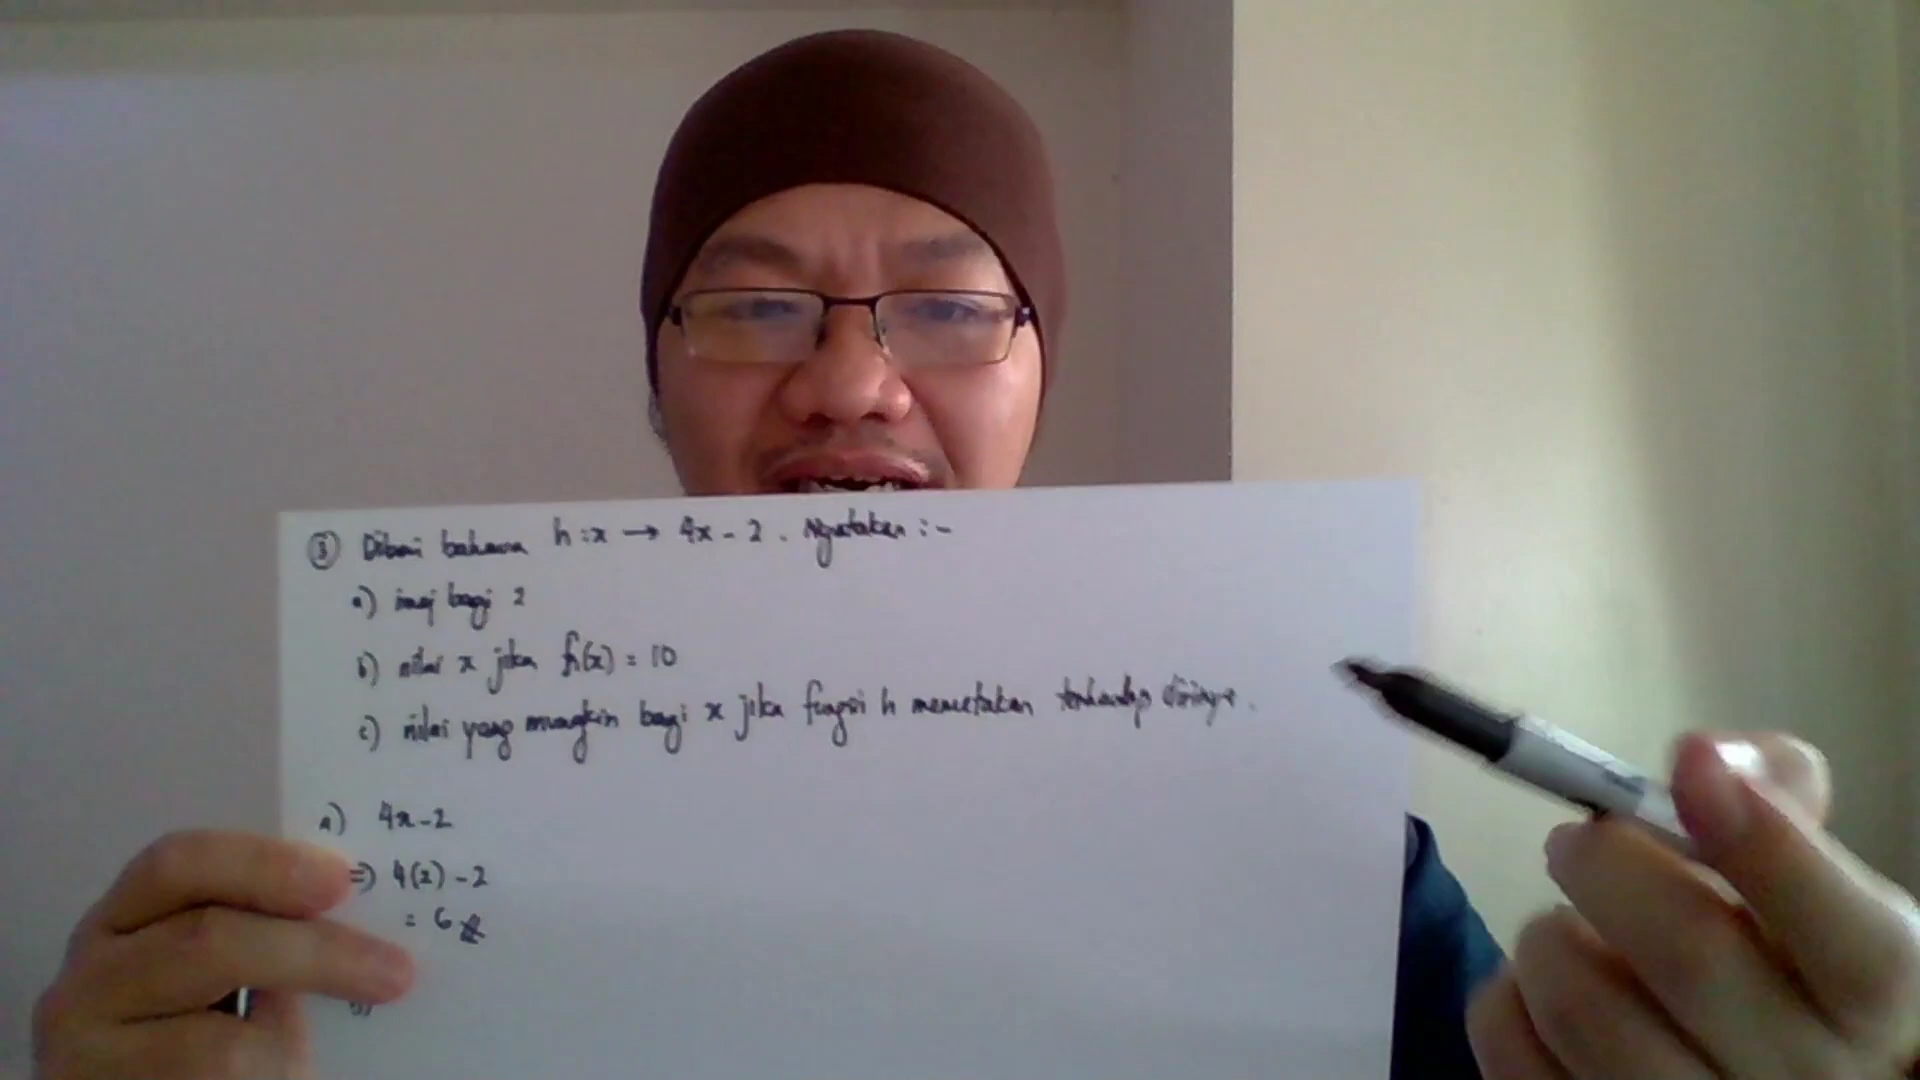 3 Diberi bahawa h : x → 4x - 2 . Nyatakan : -
a) imej bagi 2
b) nilai x jika h(x) = 10
c) nilai yang mungkin bagi x jika fungsi h memetakan terhadap dirinya.
a) 4x - 2
=) 4(2) - 2
= 6
b)